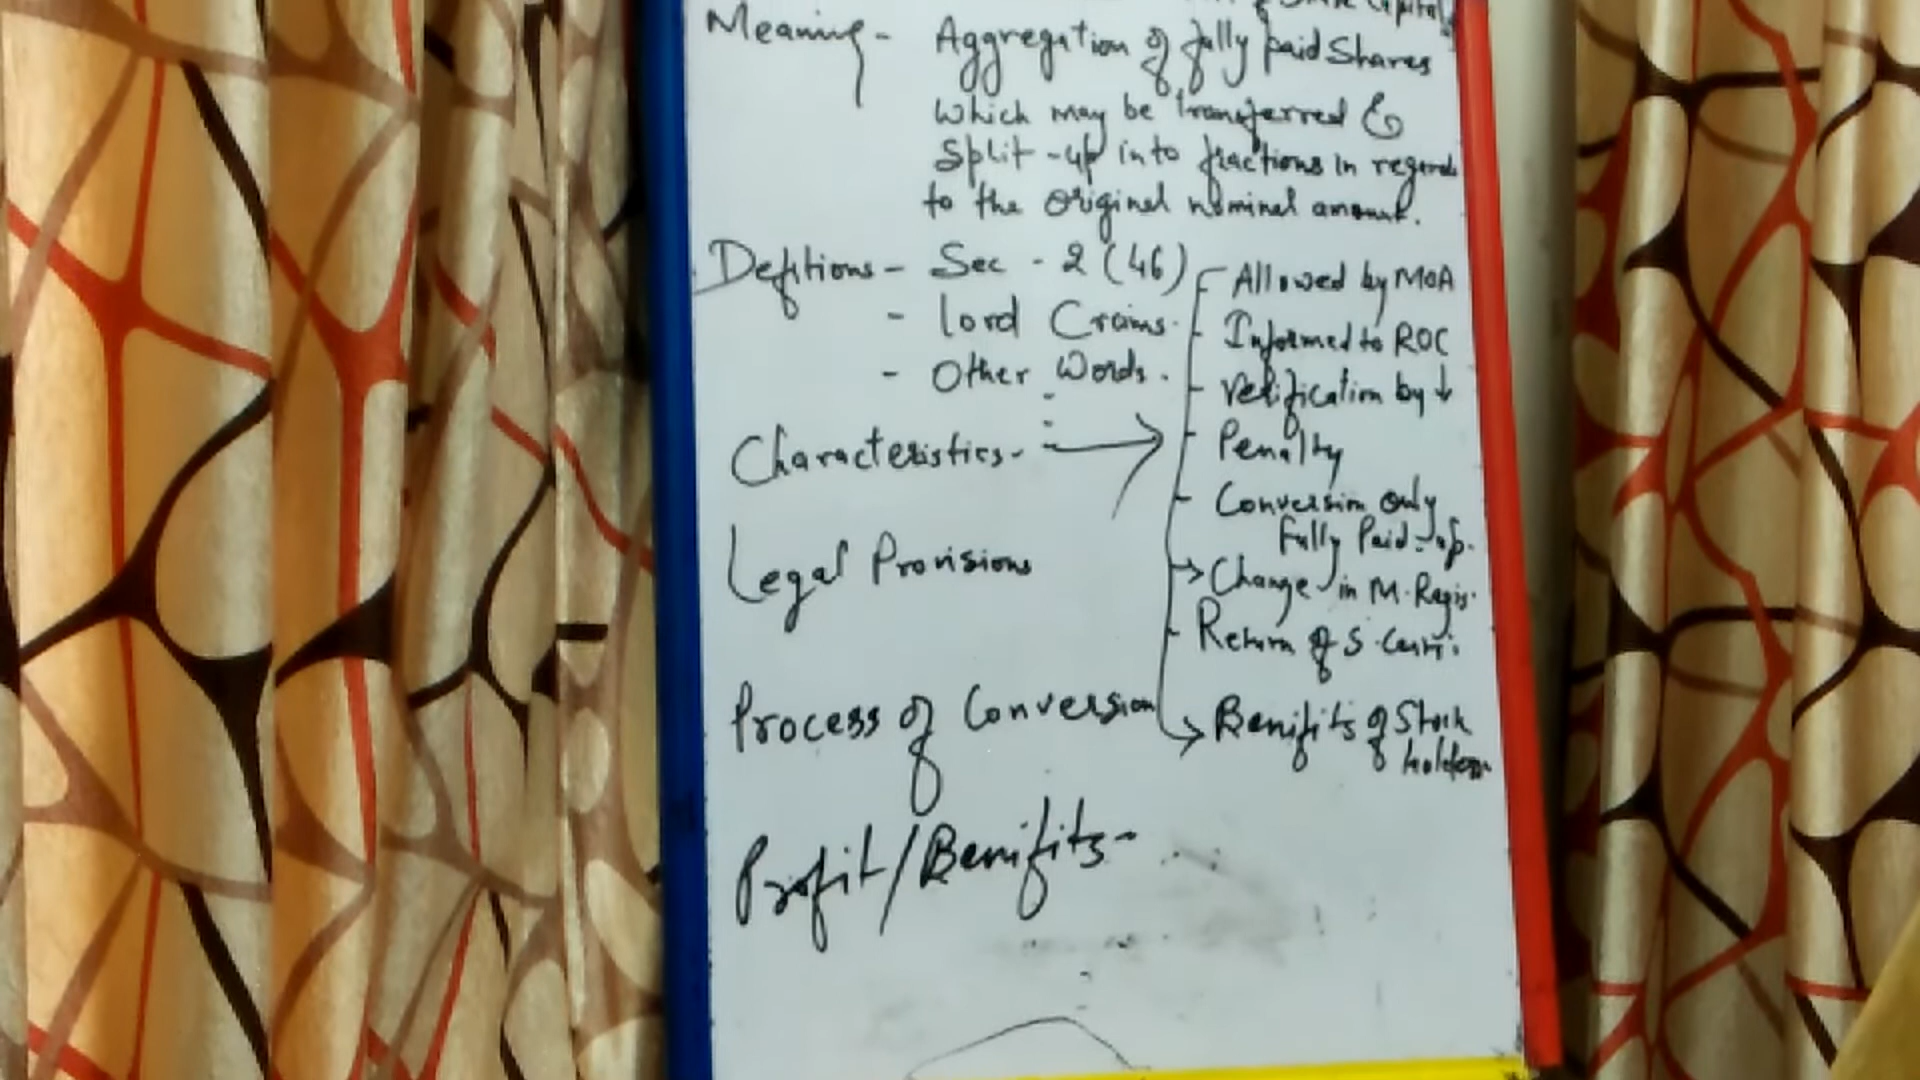 Share Capital
Meaning - Aggregation of fully paid Shares
which may be transferred &
Split-up into fractions in regards
to the original nominal amount.
Defitions - Sec - 2 (46)
- lord Crains.
- Other Words.
Characteristics -
Legal Provisions
Process of Conversion
Profit/Benifits -
Allowed by MOA
Informed to ROC
Verification by ↓
Penalty
Conversion only
Fully Paid-up.
Change in M. Regis.
Return of S. Certi.
Benifits of Stock
holders